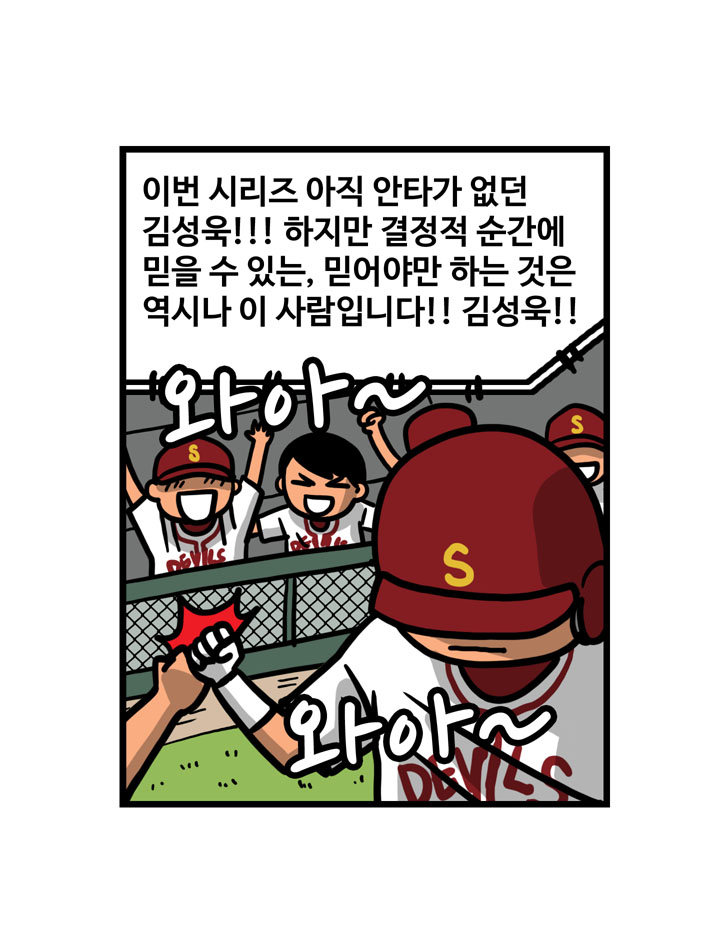 이번 시리즈 아직 안타가 없던
김성욱!!! 하지만 결정적 순간에
믿을 수 있는, 믿어야만 하는 것은
역시나 이 사람입니다!! 김성욱!!
와아~
S
S
S
DEVILS
DEVILS
와아~
DEVILS